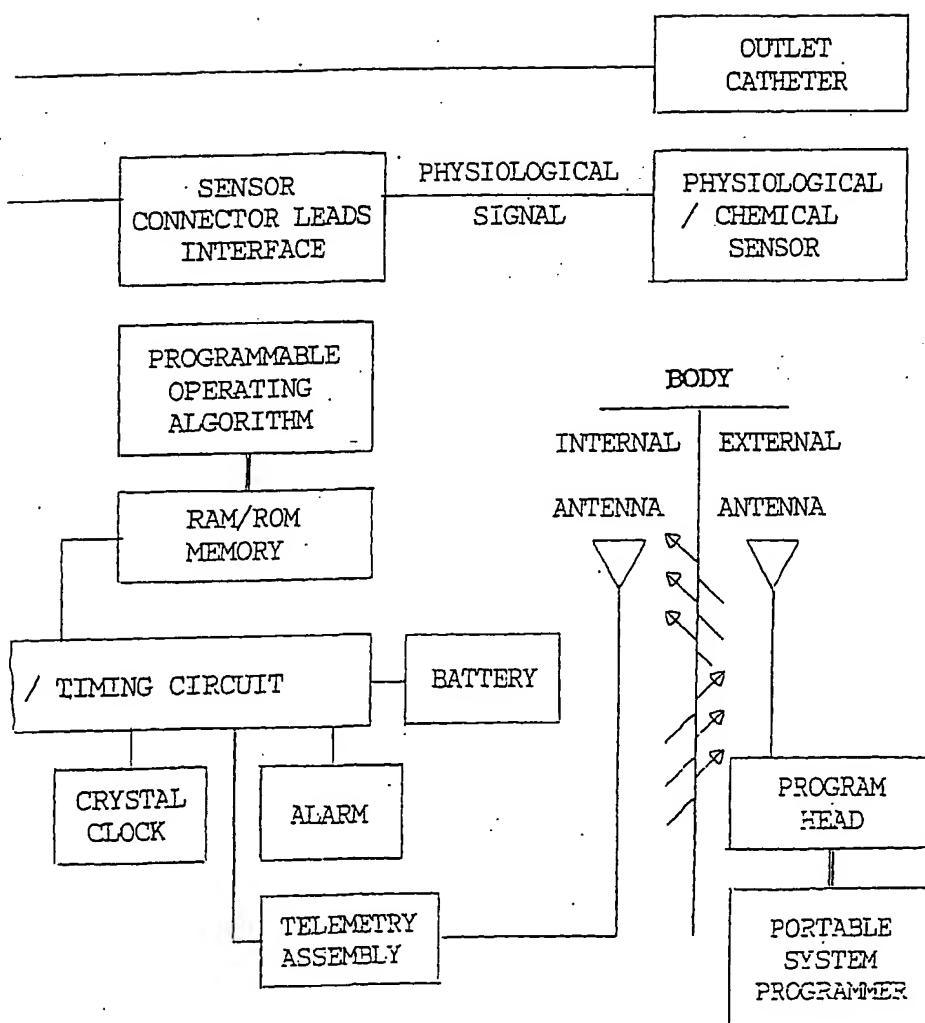 OUTLET
CATHETER
SENSOR
CONNECTOR LEADS
INTERFACE
PHYSIOLOGICAL
SIGNAL
PHYSIOLOGICAL
/ CHEMICAL
SENSOR
PROGRAMMABLE
OPERATING
ALGORITHM
BODY
INTERNAL EXTERNAL
ANTENNA ANTENNA
RAM/ROM
MEMORY
/ TIMING CIRCUIT
BATTERY
CRYSTAL
CLOCK
ALARM
PROGRAM
HEAD
TELEMETRY
ASSEMBLY
PORTABLE
SYSTEM
PROGRAMMER